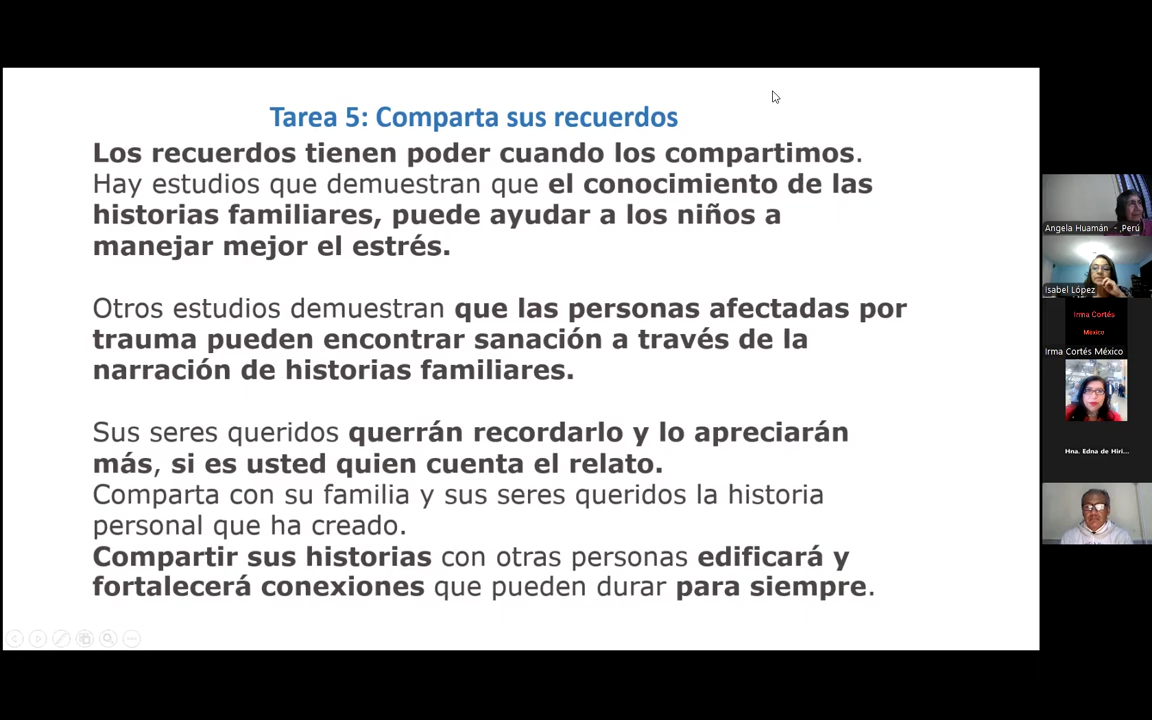 Tarea 5: Comparta sus recuerdos
Los recuerdos tienen poder cuando los compartimos.
Hay estudios que demuestran que el conocimiento de las
historias familiares, puede ayudar a los niños a
manejar mejor el estrés.
Otros estudios demuestran que las personas afectadas por
trauma pueden encontrar sanación a través de la
narración de historias familiares.
Sus seres queridos querrán recordarlo y lo apreciarán
más, si es usted quien cuenta el relato.
Comparta con su familia y sus seres queridos la historia
personal que ha creado.
Compartir sus historias con otras personas edificará y
fortalecerá conexiones que pueden durar para siempre.
Angela Huamán - ,Perú
Isabel López
Irma Cortés
Mexico
Irma Cortés México
Hna. Edna de Hiri...